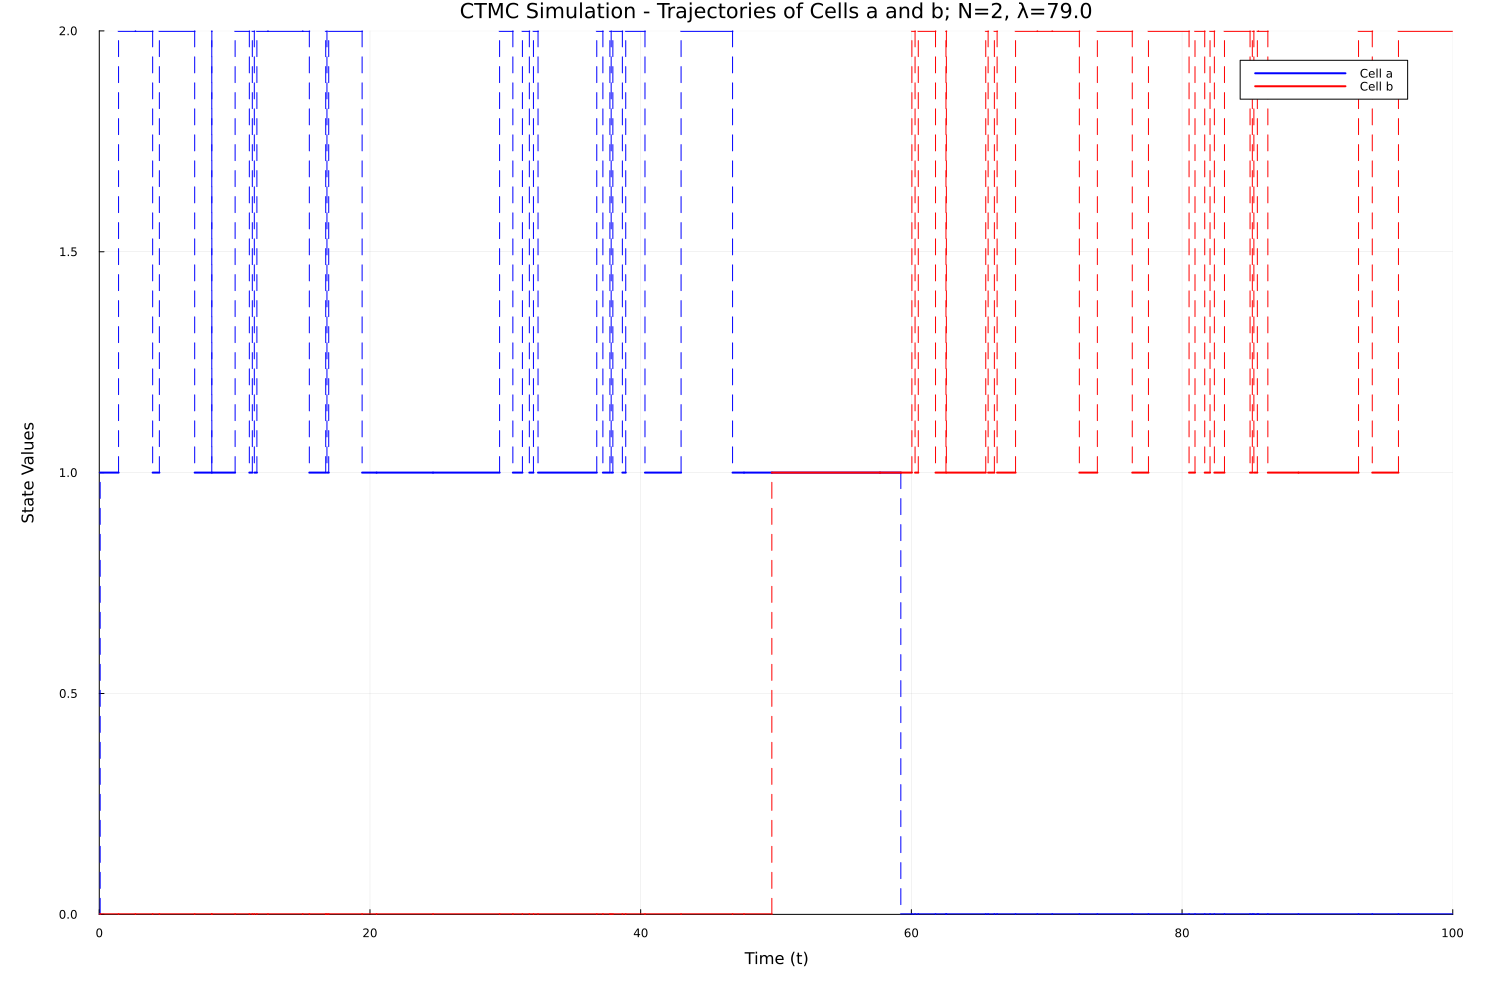 CTMC Simulation - Trajectories of Cells a and b; N=2, λ=79.0
2.0
Cell a
Cell b
1.5
State Values
1.0
0.5
0.0
0 20 40 60 80 100
Time (t)